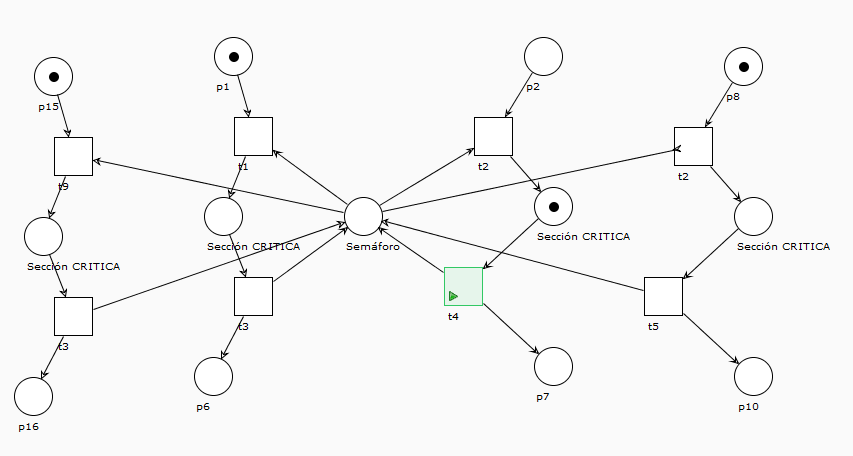 p15
p1
p2
p8
t9
t1
t2
t2
Sección CRITICA
Sección CRITICA
Semáforo
Sección CRITICA
Sección CRITICA
t3
t3
t4
t5
p16
p6
p7
p10